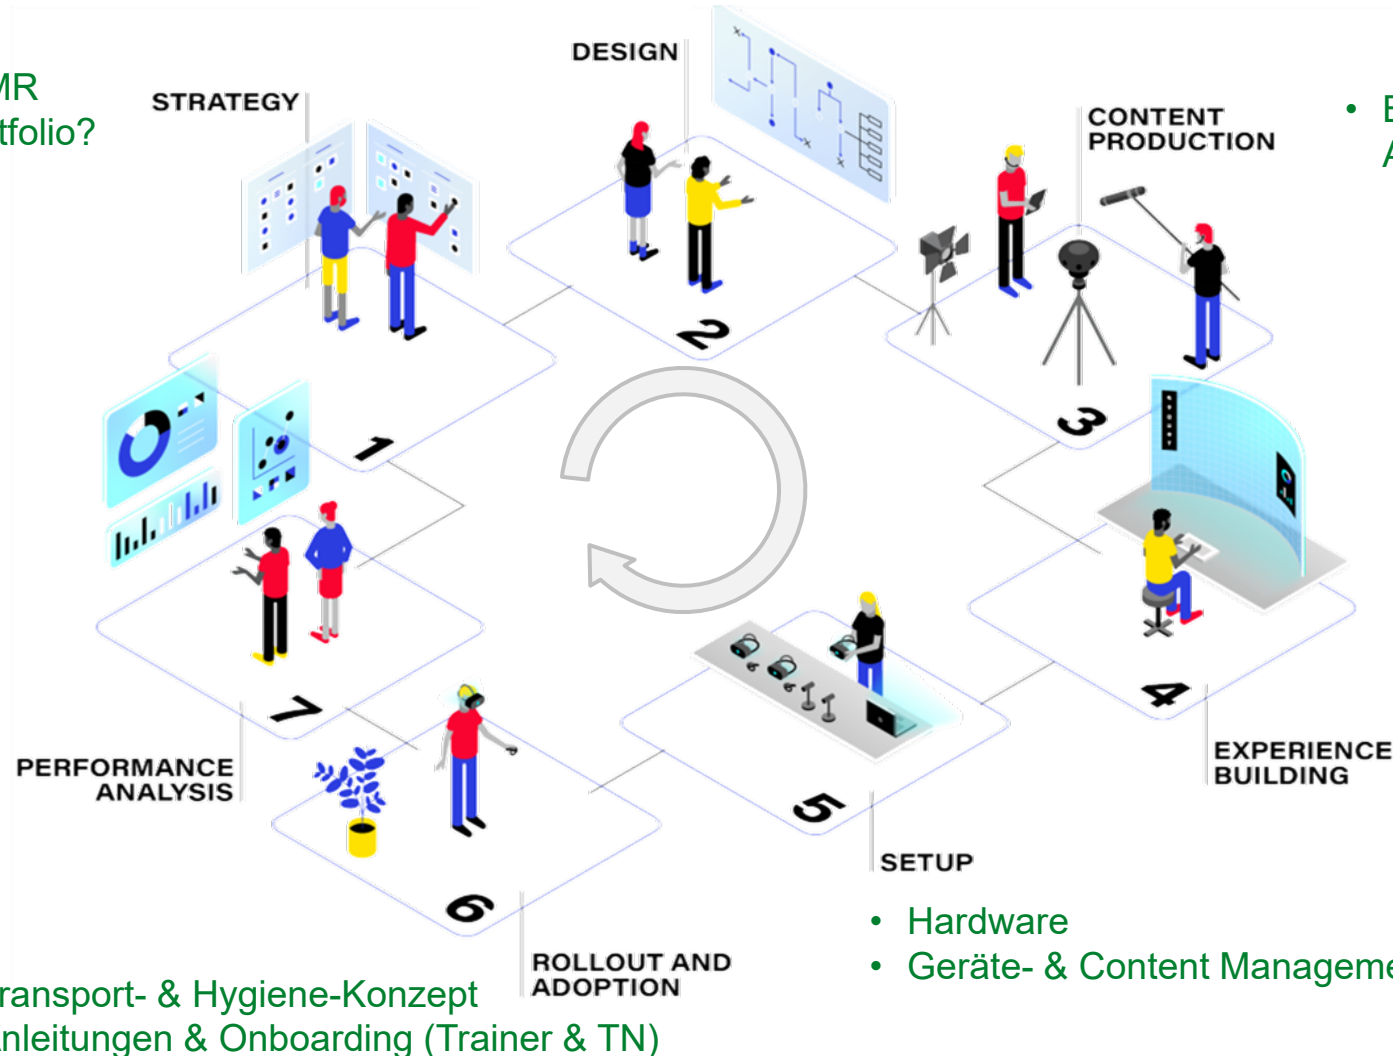 DESIGN
MR
STRATEGY
tfolio?
CONTENT
PRODUCTION
•
1
2
3
4
5
6
7
PERFORMANCE
ANALYSIS
EXPERIENCE
BUILDING
SETUP
• Hardware
• Geräte- & Content Manageme
ROLLOUT AND
ADOPTION
ransport- & Hygiene-Konzept
nleitungen & Onboarding (Trainer & TN)